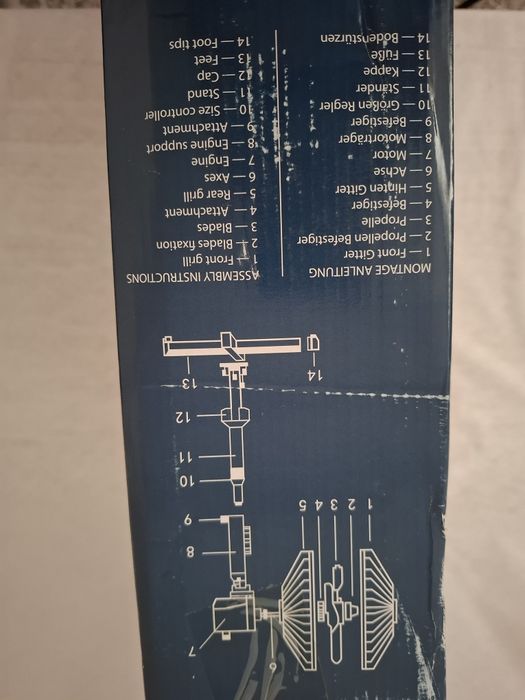 1
2
3
4
5
6
7
8
9
10
11
12
13
14
MONTAGE ANLEITUNG
1 — Front Gitter
2 — Propellen Befestiger
3 — Propelle
4 — Befestiger
5 — Hinten Gitter
6 — Achse
7 — Motor
8 — Motorträger
9 — Befestiger
10 — Größen Regler
11 — Ständer
12 — Kappe
13 — Füße
14 — Bodenstürzen
ASSEMBLY INSTRUCTIONS
1 — Front grill
2 — Blades fixation
3 — Blades
4 — Attachment
5 — Rear grill
6 — Axes
7 — Engine
8 — Engine support
9 — Attachment
10 — Size controller
11 — Stand
12 — Cap
13 — Feet
14 — Foot tips